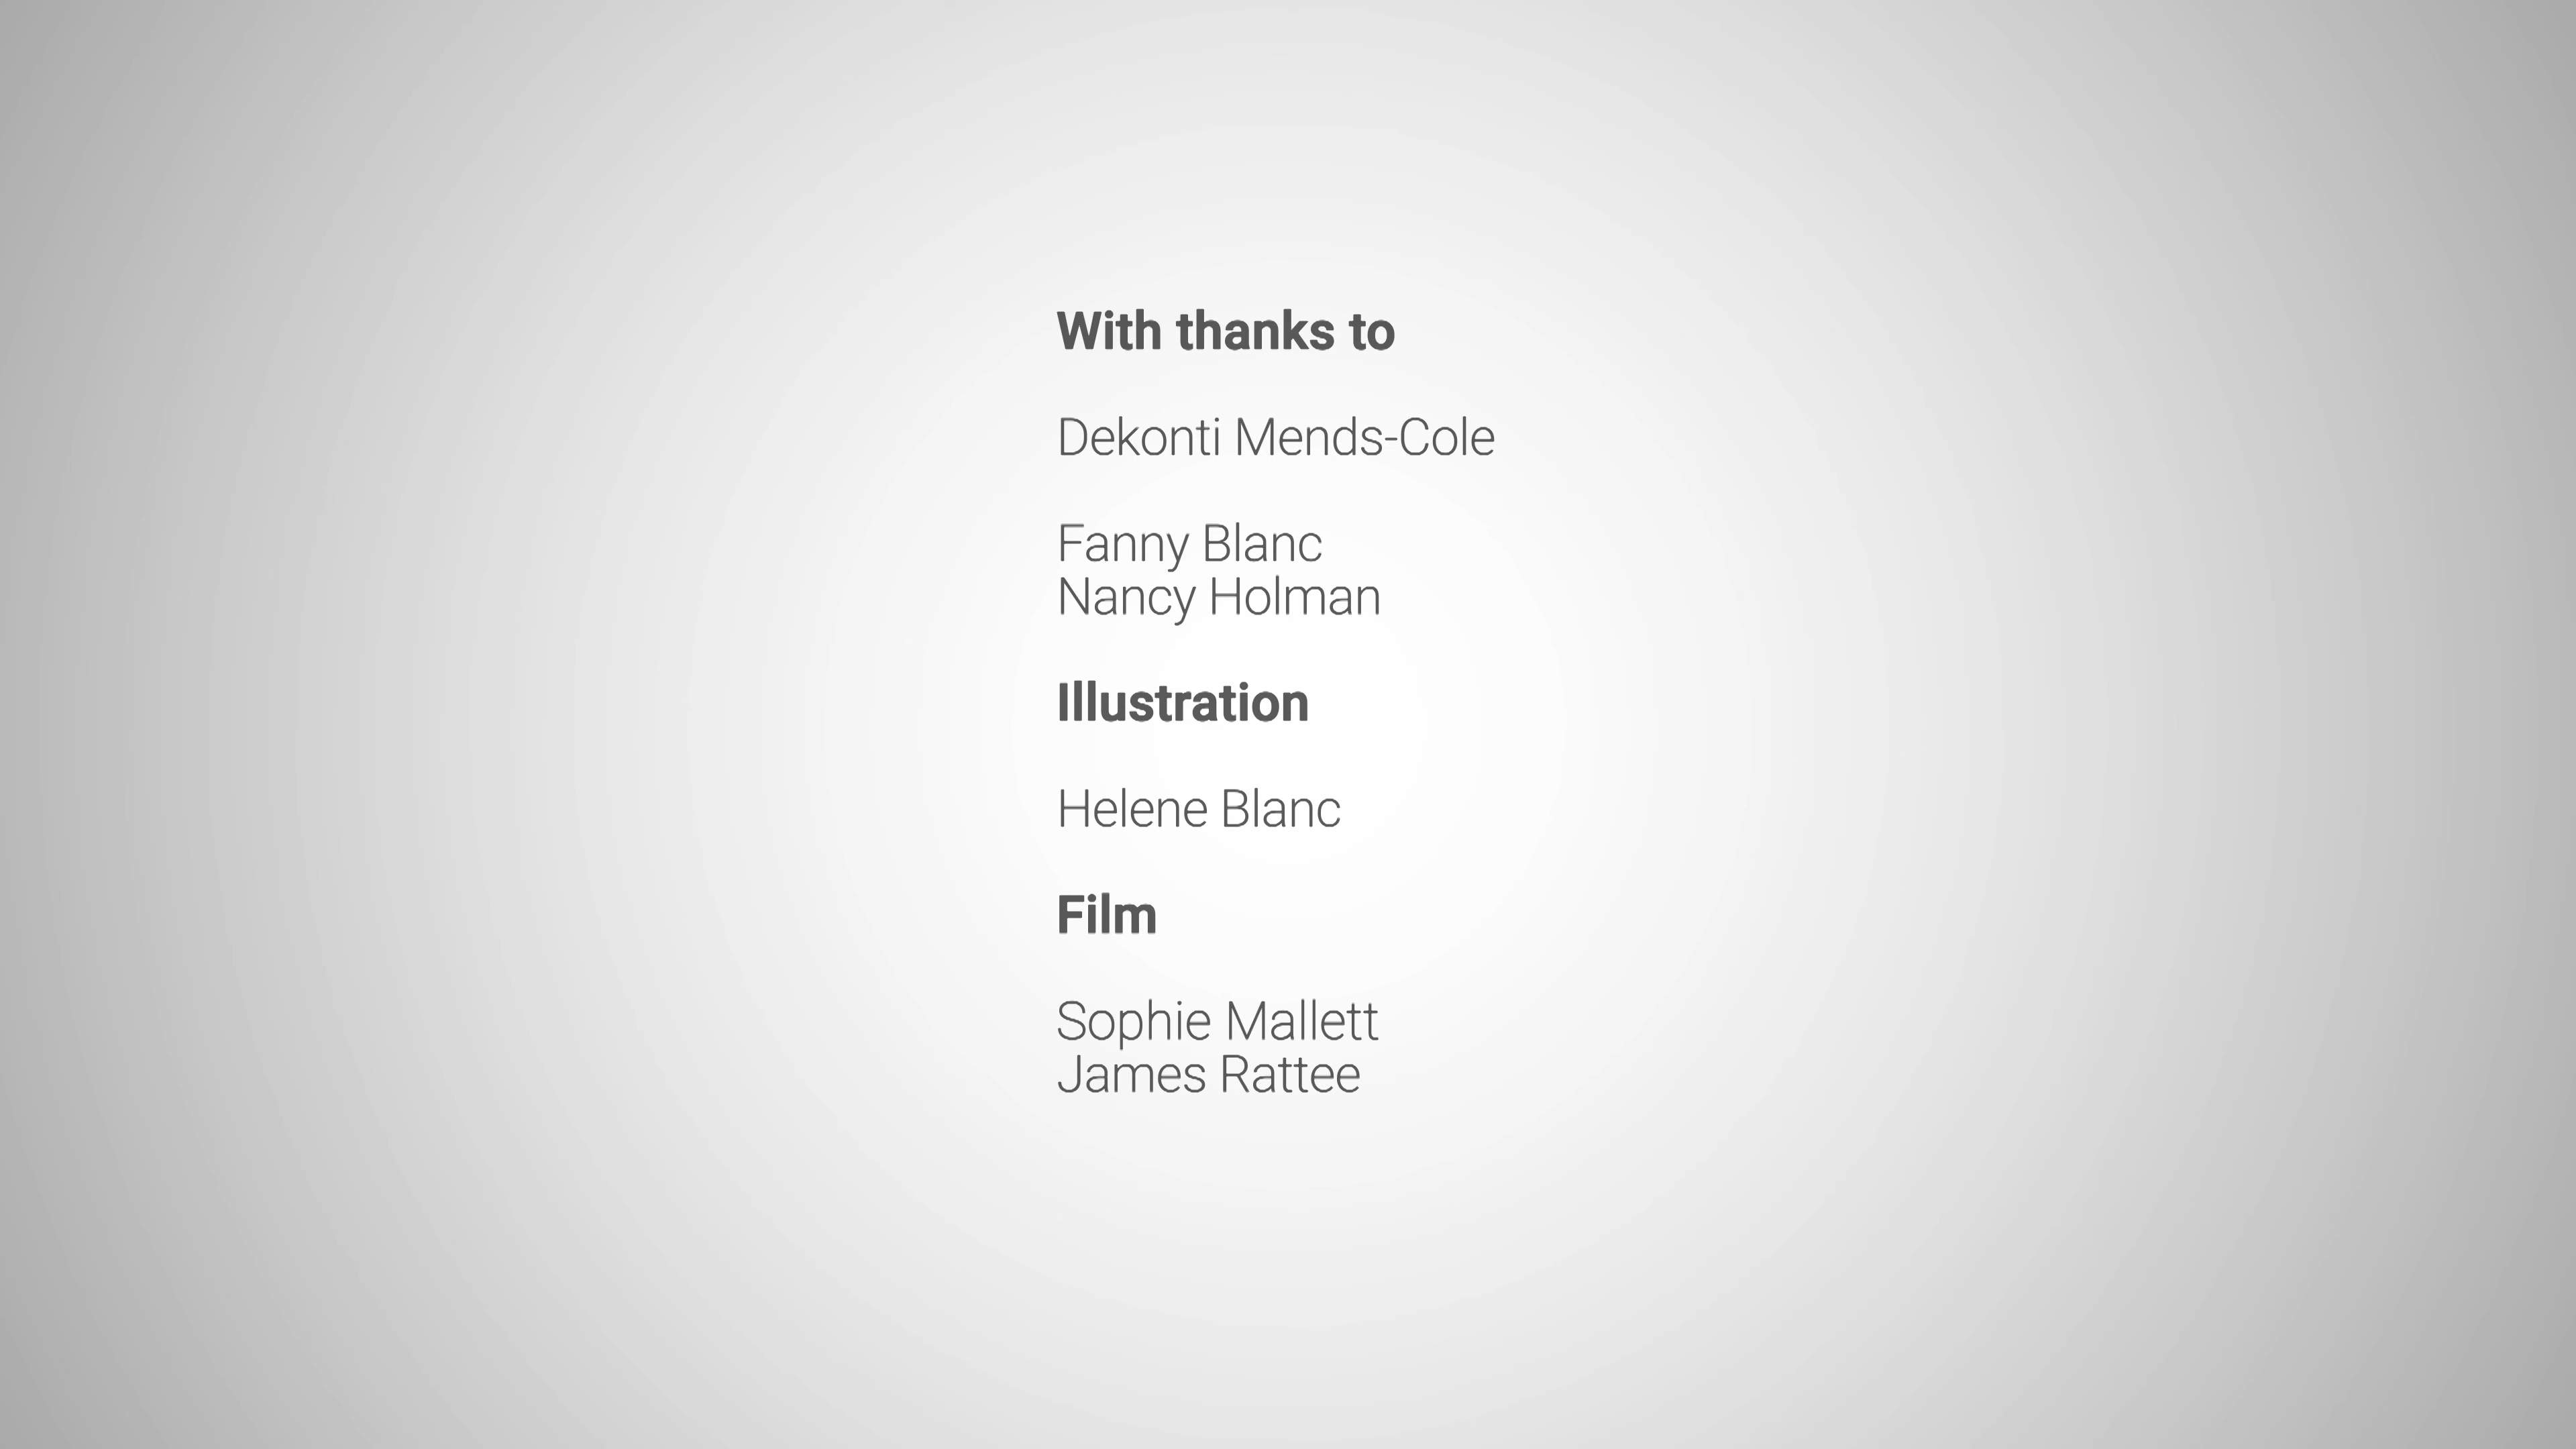 With thanks to
Dekonti Mends-Cole
Fanny Blanc
Nancy Holman
Illustration
Helene Blanc
Film
Sophie Mallett
James Rattee